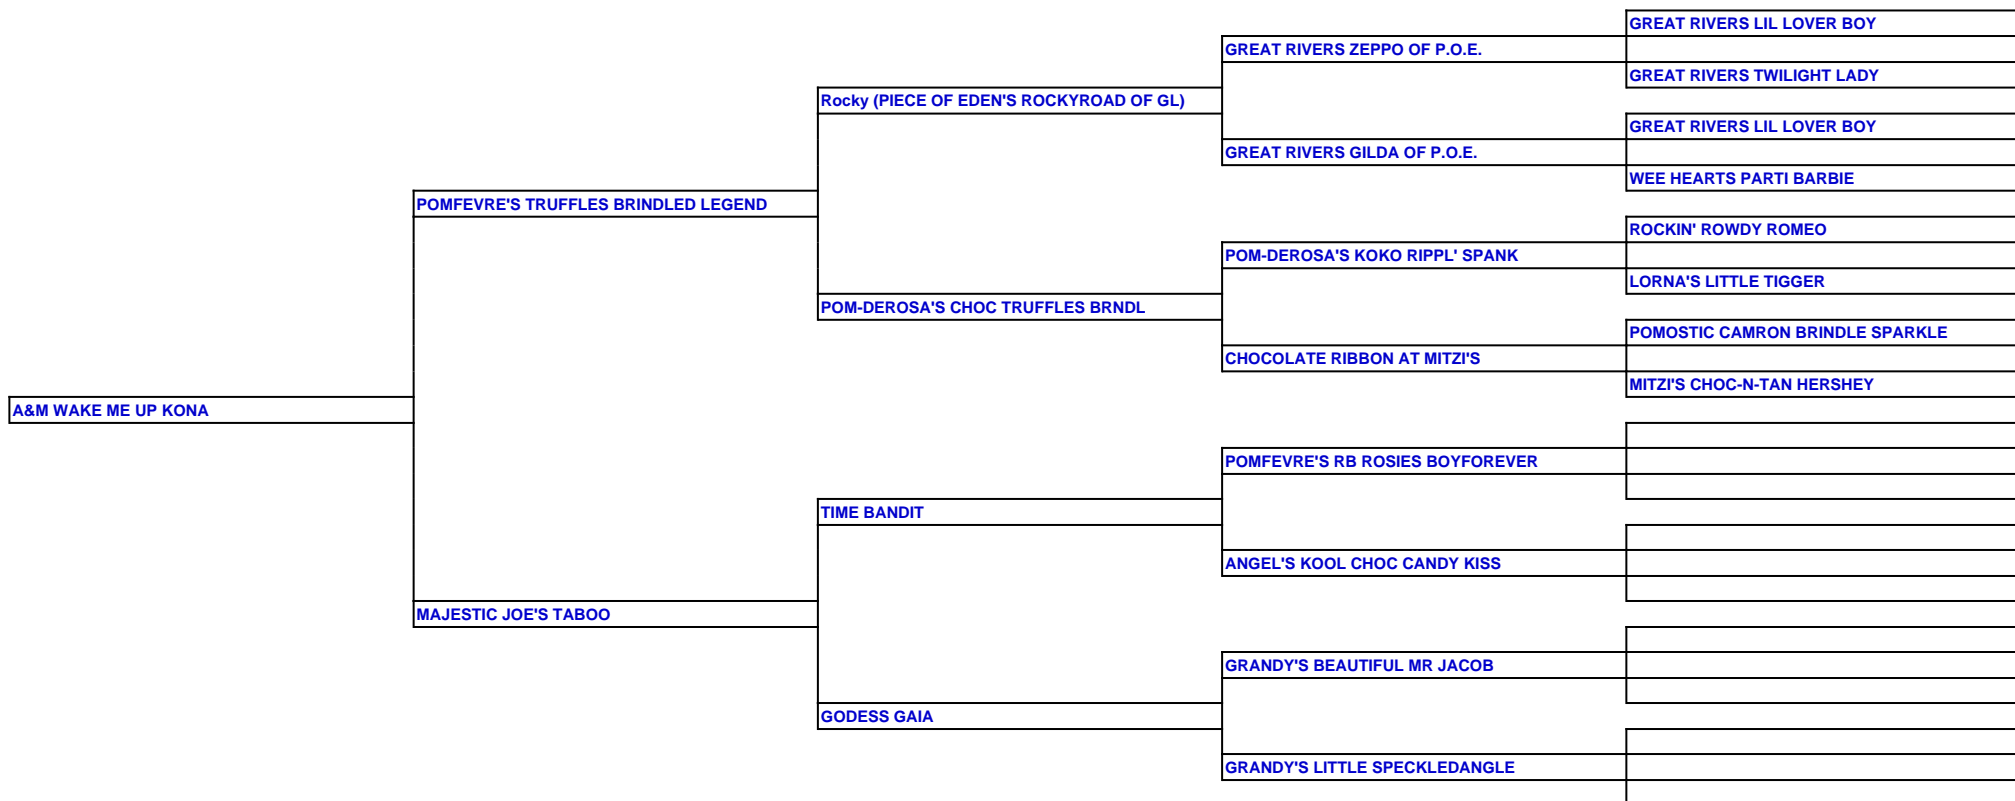 GREAT RIVERS LIL LOVER BOY
GREAT RIVERS ZEPPO OF P.O.E.
GREAT RIVERS TWILIGHT LADY
Rocky (PIECE OF EDEN'S ROCKYROAD OF GL)
GREAT RIVERS LIL LOVER BOY
GREAT RIVERS GILDA OF P.O.E.
WEE HEARTS PARTI BARBIE
POMFEVRE'S TRUFFLES BRINDLED LEGEND
ROCKIN' ROWDY ROMEO
POM-DEROSA'S KOKO RIPPL' SPANK
LORNA'S LITTLE TIGGER
POM-DEROSA'S CHOC TRUFFLES BRNDL
POMOSTIC CAMRON BRINDLE SPARKLE
CHOCOLATE RIBBON AT MITZI'S
MITZI'S CHOC-N-TAN HERSHEY
A&M WAKE ME UP KONA
POMFEVRE'S RB ROSIES BOYFOREVER
TIME BANDIT
ANGEL'S KOOL CHOC CANDY KISS
MAJESTIC JOE'S TABOO
GRANDY'S BEAUTIFUL MR JACOB
GODESS GAIA
GRANDY'S LITTLE SPECKLEDANGLE